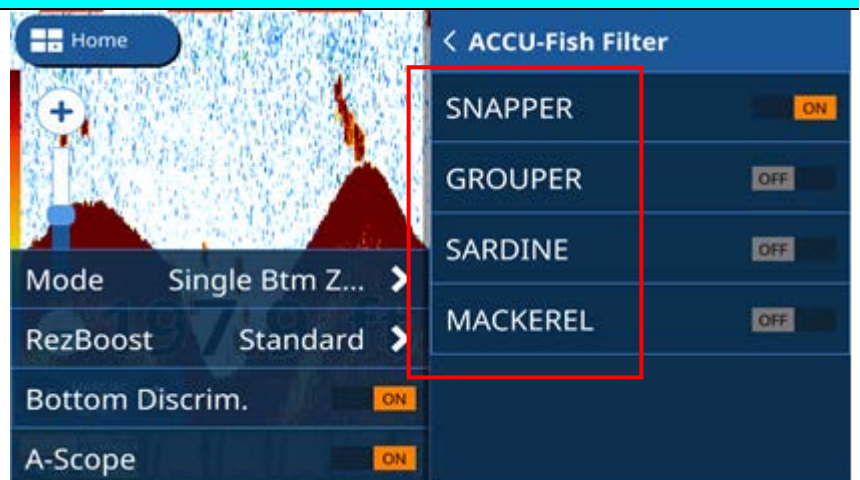 Home
Mode Single Btm Z...
RezBoost Standard
Bottom Discrim. ON
A-Scope ON
< ACCU-Fish Filter
SNAPPER ON
GROUPER OFF
SARDINE OFF
MACKEREL OFF